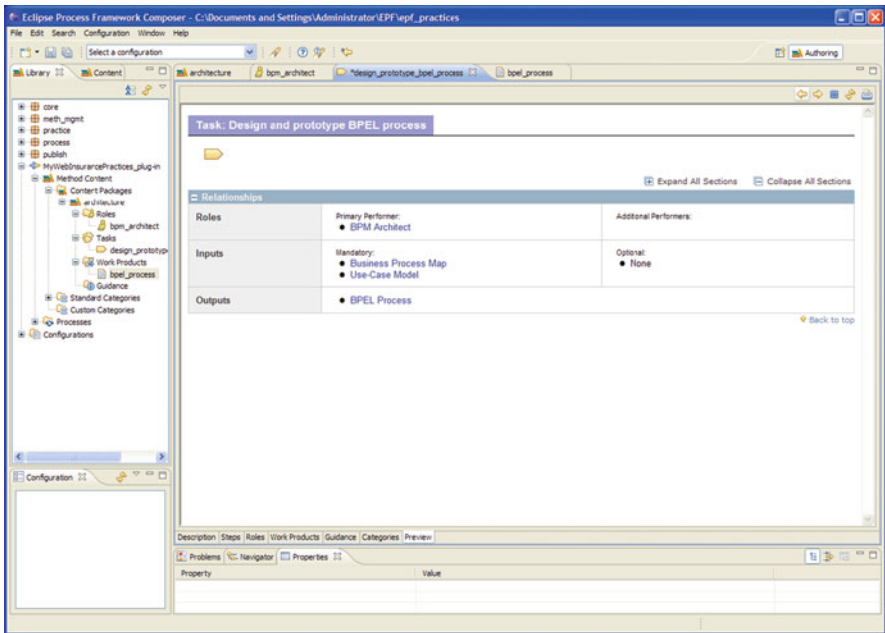 Eclipse Process Framework Composer - C:\Documents and Settings\Administrator\EPF\epf_practices
File Edit Search Configuration Window Help
Select a configuration
Authoring
Library Content
architecture bpm_architect *design_prototype_bpel_process bpel_process
core
meth_mgmt
practice
process
publish
MyWebInsurancePractices_plug-in
Method Content
Content Packages
architecture
Roles
bpm_architect
Tasks
design_prototyp
Work Products
bpel_process
Guidance
Standard Categories
Custom Categories
Processes
Configurations
Task: Design and prototype BPEL process
Expand All Sections Collapse All Sections
Relationships
Roles Primary Performer: Additional Performers:
BPM Architect
Inputs Mandatory: Optional:
Business Process Map None
Use-Case Model
Outputs BPEL Process
Back to top
Configuration
Description Steps Roles Work Products Guidance Categories Preview
Problems Navigator Properties
Property Value